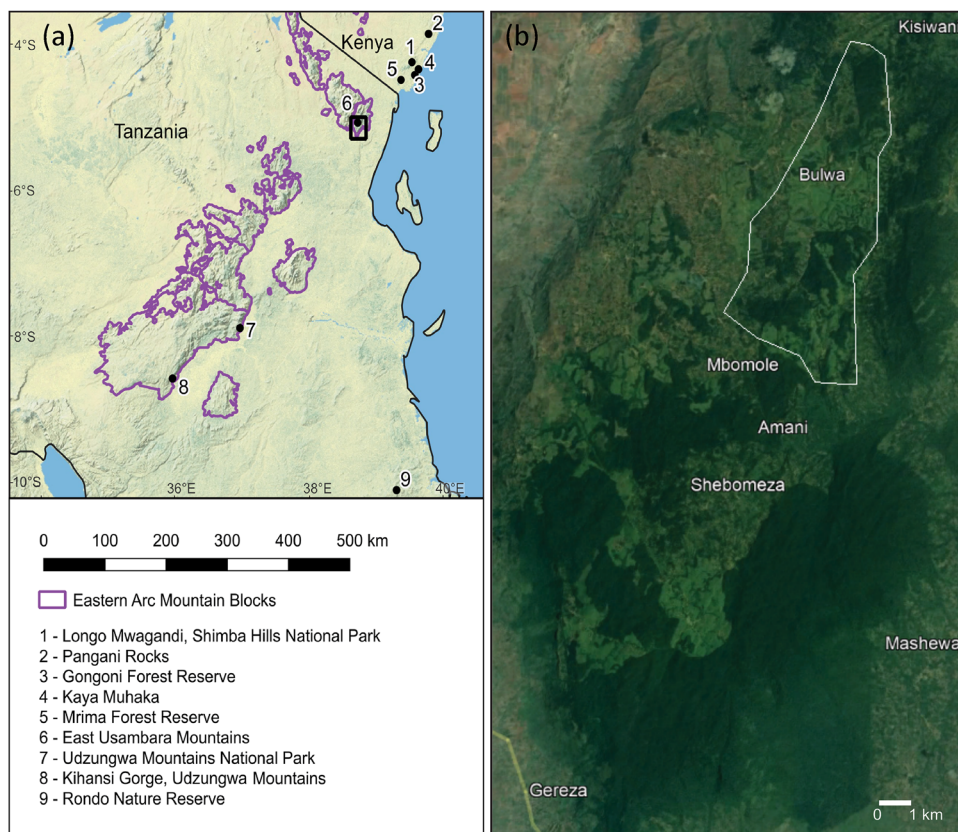 (a)
Kenya
Tanzania
4°S
6°S
8°S
10°S
36°E
38°E
40°E
2
1
4
5
3
6
7
8
9
0 100 200 300 400 500 km
Eastern Arc Mountain Blocks
1 - Longo Mwagandi, Shimba Hills National Park
2 - Pangani Rocks
3 - Gongoni Forest Reserve
4 - Kaya Muhaka
5 - Mrima Forest Reserve
6 - East Usambara Mountains
7 - Udzungwa Mountains National Park
8 - Kihansi Gorge, Udzungwa Mountains
9 - Rondo Nature Reserve
(b)
Kisiwani
Bulwa
Mbomole
Amani
Shebomeza
Mashewa
Gereza
0 1 km